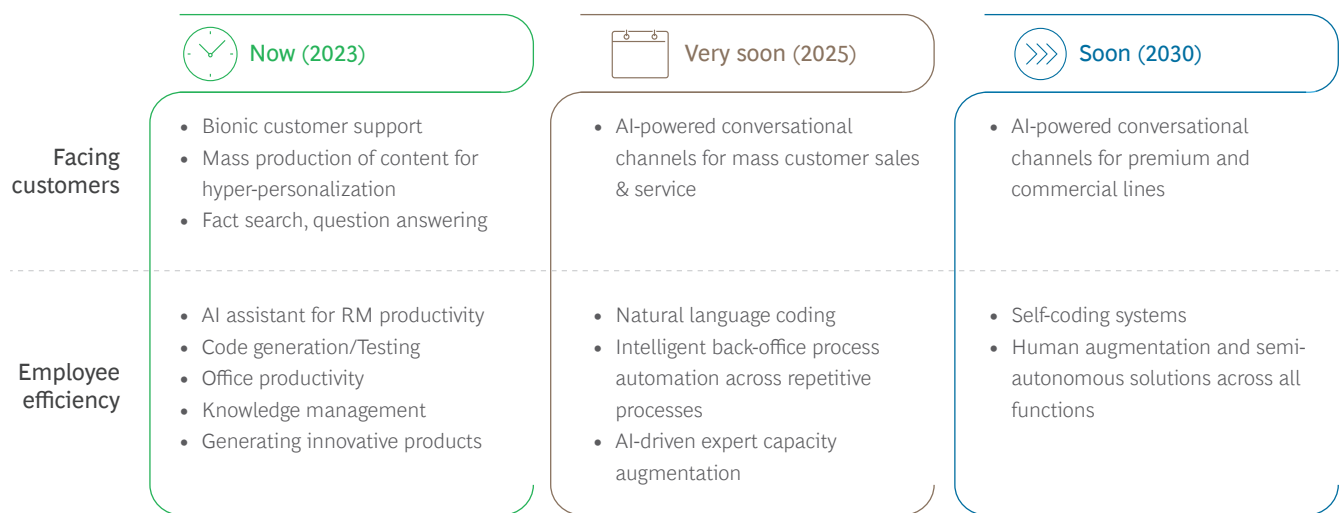 Now (2023)
Very soon (2025)
Soon (2030)
Facing
customers
• Bionic customer support
• Mass production of content for
hyper-personalization
• Fact search, question answering
• AI-powered conversational
channels for mass customer sales
& service
• AI-powered conversational
channels for premium and
commercial lines
Employee
efficiency
• AI assistant for RM productivity
• Code generation/Testing
• Office productivity
• Knowledge management
• Generating innovative products
• Natural language coding
• Intelligent back-office process
automation across repetitive
processes
• AI-driven expert capacity
augmentation
• Self-coding systems
• Human augmentation and semi-
autonomous solutions across all
functions